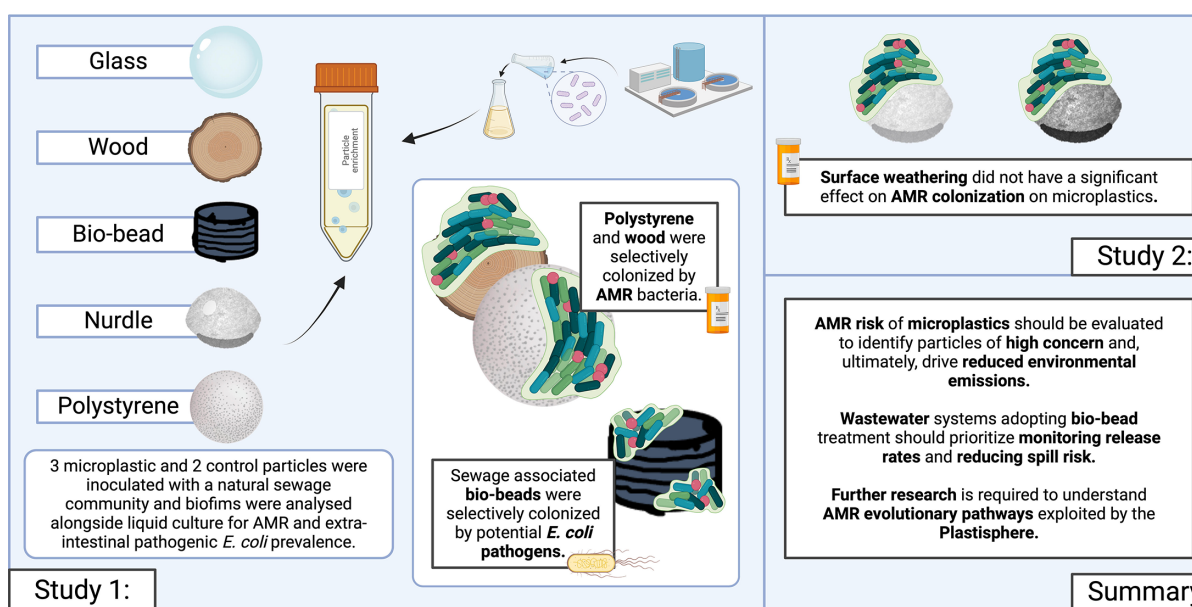 Glass
Wood
Bio-bead
Nurdle
Polystyrene
Particle
enrichment
3 microplastic and 2 control particles were
inoculated with a natural sewage
community and biofims were analysed
alongside liquid culture for AMR and extra-
intestinal pathogenic E. coli prevalence.
Study 1:
Polystyrene
and wood were
selectively
colonized by
AMR bacteria.
Sewage associated
bio-beads were
selectively colonized
by potential E. coli
pathogens.
Surface weathering did not have a significant
effect on AMR colonization on microplastics.
Study 2:
AMR risk of microplastics should be evaluated
to identify particles of high concern and,
ultimately, drive reduced environmental
emissions.
Wastewater systems adopting bio-bead
treatment should prioritize monitoring release
rates and reducing spill risk.
Further research is required to understand
AMR evolutionary pathways exploited by the
Plastisphere.
Summary